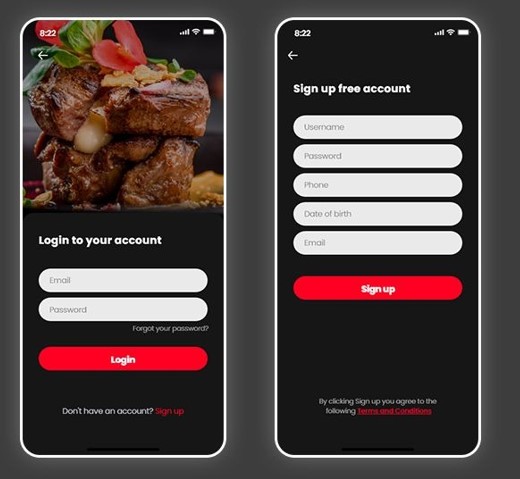 8:22
Login to your account
Email
Password
Forgot your password?
Login
Don't have an account? Sign up
8:22
Sign up free account
Username
Password
Phone
Date of birth
Email
Sign up
By clicking Sign up you agree to the
following Terms and Conditions